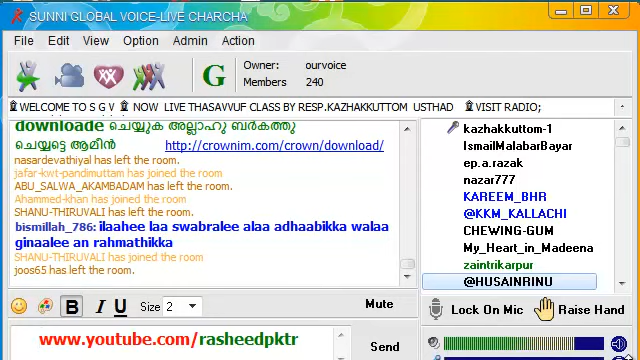 SUNNI GLOBAL VOICE-LIVE CHARCHA
File Edit View Option Admin Action
G
Owner: ourvoice
Members 240
WELCOME TO S G V NOW LIVE THASAVVUF CLASS BY RESP.KAZHAKKUTTOM USTHAD VISIT RADIO;
downloade ചെയ്യുക അല്ലാഹു ബർകത്തു
ചെയ്യട്ടെ ആമീൻ http://crownim.com/crown/download/
nasardevathiyal has left the room.
jafar-kwt-pandimuttam has joined the room
ABU_SALWA_AKAMBADAM has left the room.
Ahammed-khan has joined the room
SHANU-THIRUVALI has left the room.
bismillah_786: ilaahee laa swabralee alaa adhaabikka walaa
ginaalee an rahmathikka
SHANU-THIRUVALI has joined the room
joos65 has left the room.
kazhakkuttom-1
IsmailMalabarBayar
ep.a.razak
nazar777
KAREEM_BHR
@KKM_KALLACHI
CHEWING-GUM
My_Heart_in_Madeena
zaintrikarpur
@HUSAINRINU
B I U Size 2 Mute
Lock On Mic Raise Hand
www.youtube.com/rasheedpktr
Send